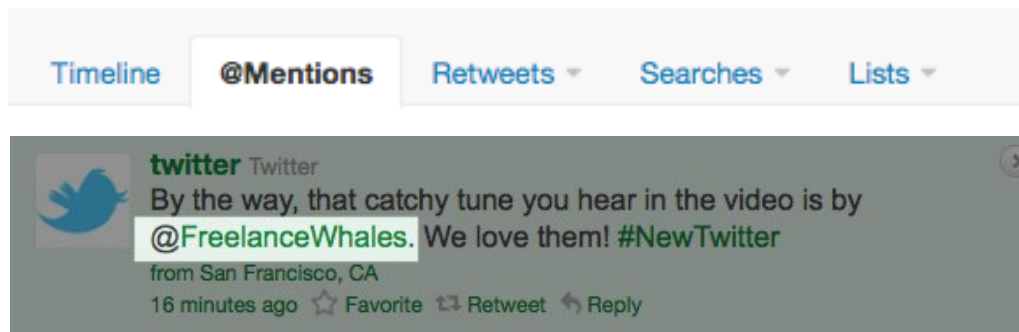 Timeline @Mentions Retweets Searches Lists
twitter Twitter
By the way, that catchy tune you hear in the video is by
@FreelanceWhales. We love them! #NewTwitter
from San Francisco, CA
16 minutes ago Favorite Retweet Reply